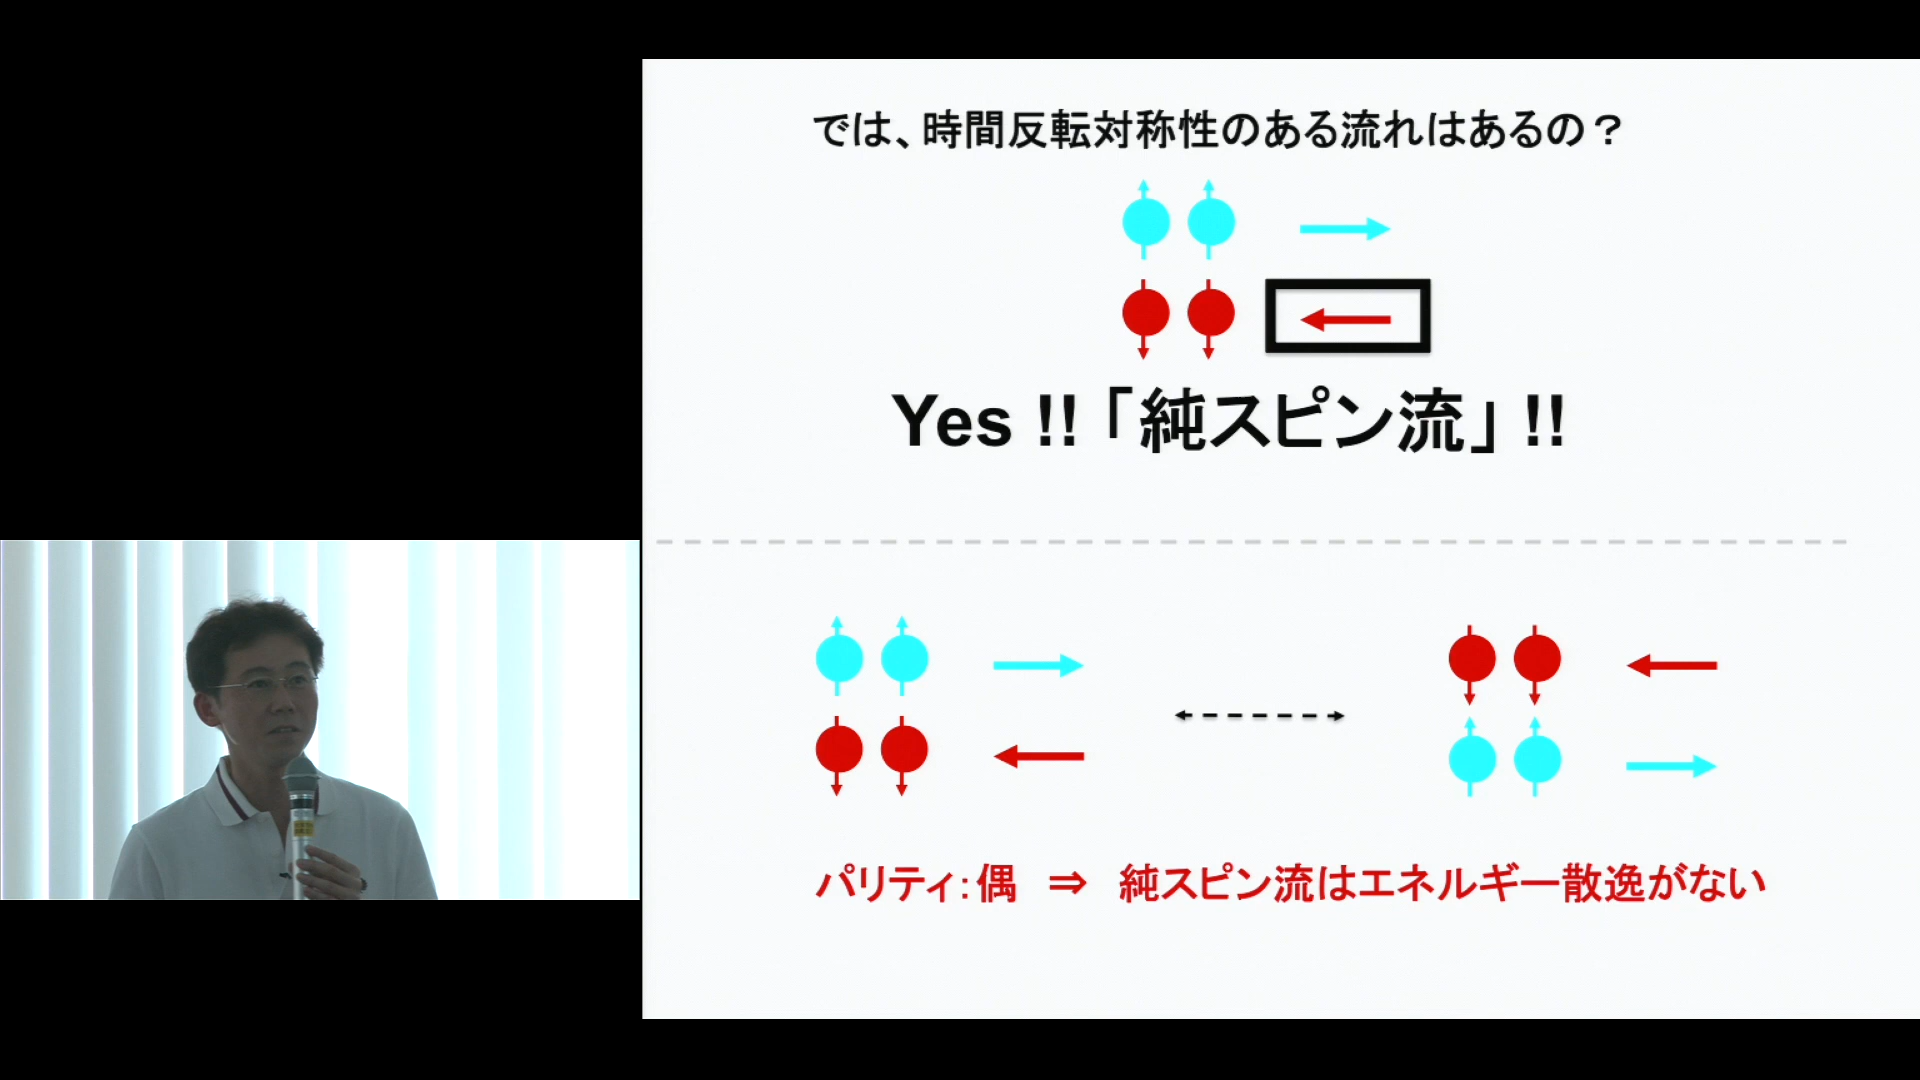 では、時間反転対称性のある流れはあるの？
Yes !!「純スピン流」!!
パリティ：偶 ⇒ 純スピン流はエネルギー散逸がない